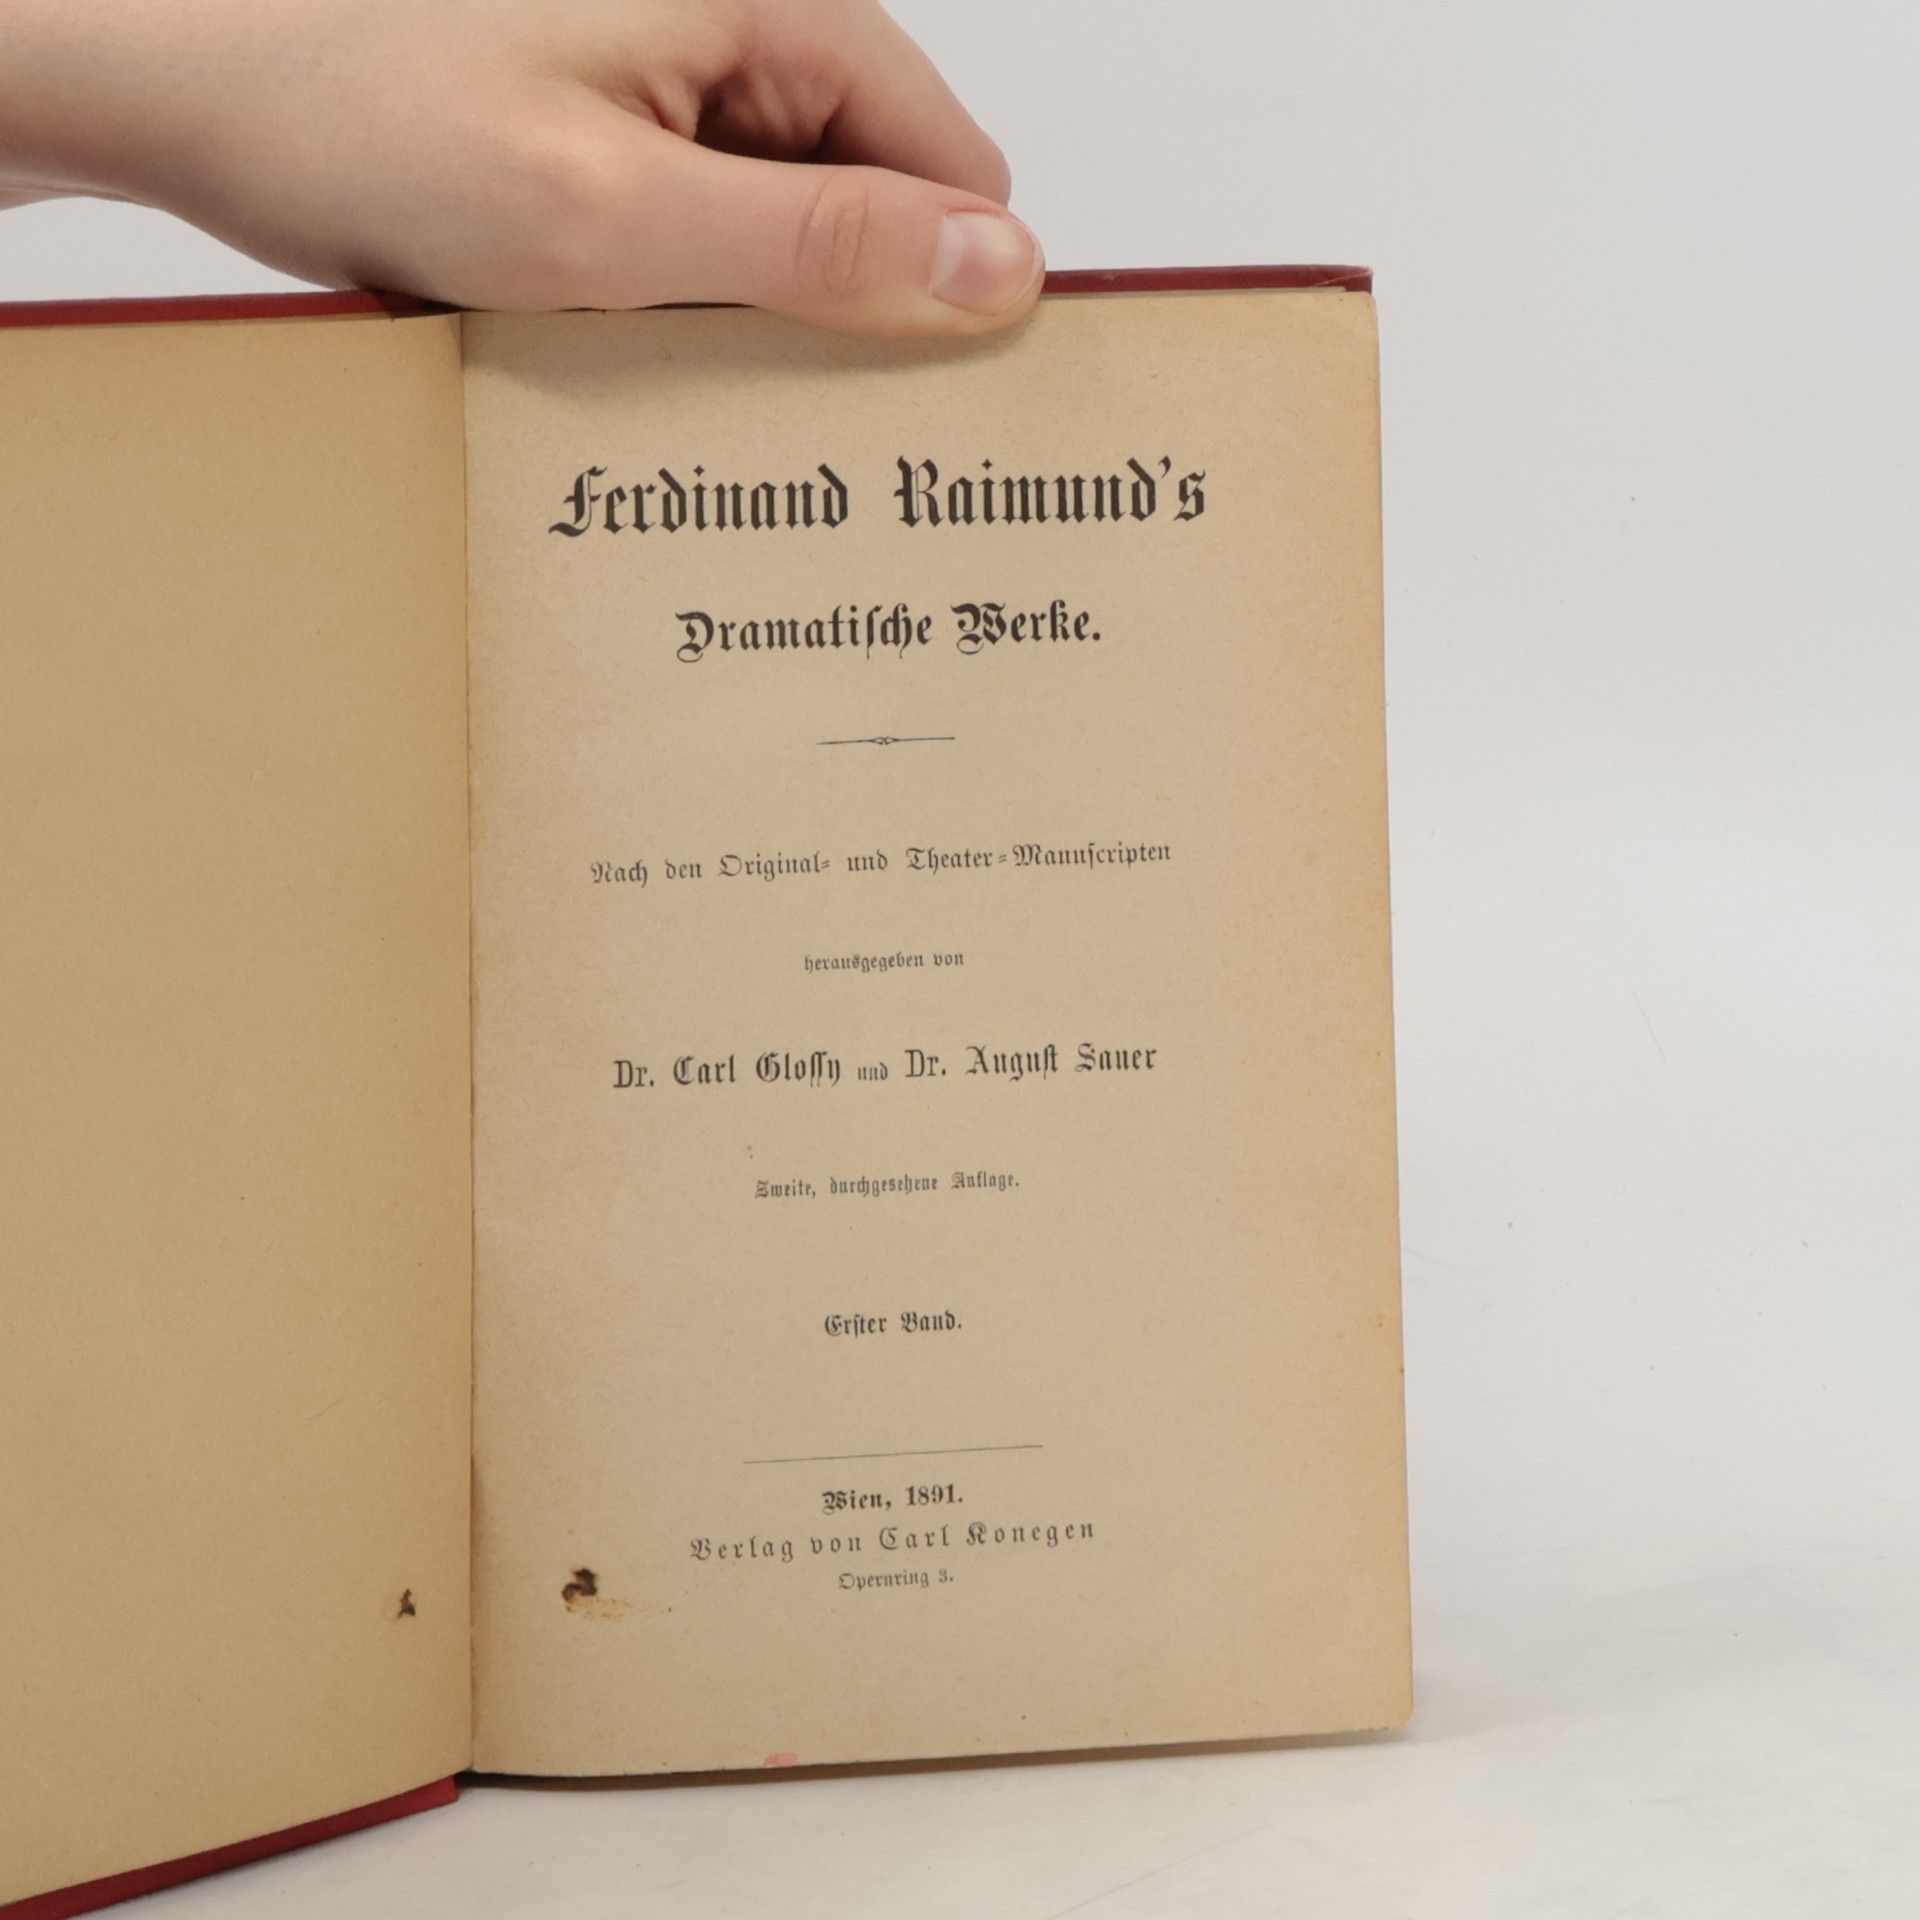 Ferdinand Raimund's
Dramatiſche Werke.
Nach den Original- und Theater-Manuſcripten
herausgegeben von
Dr. Carl Gloſſy und Dr. August Sauer
Zweite, durchgesehene Auflage.
Erſter Band.
Wien, 1891.
Verlag von Carl Konegen
Opernring 3.